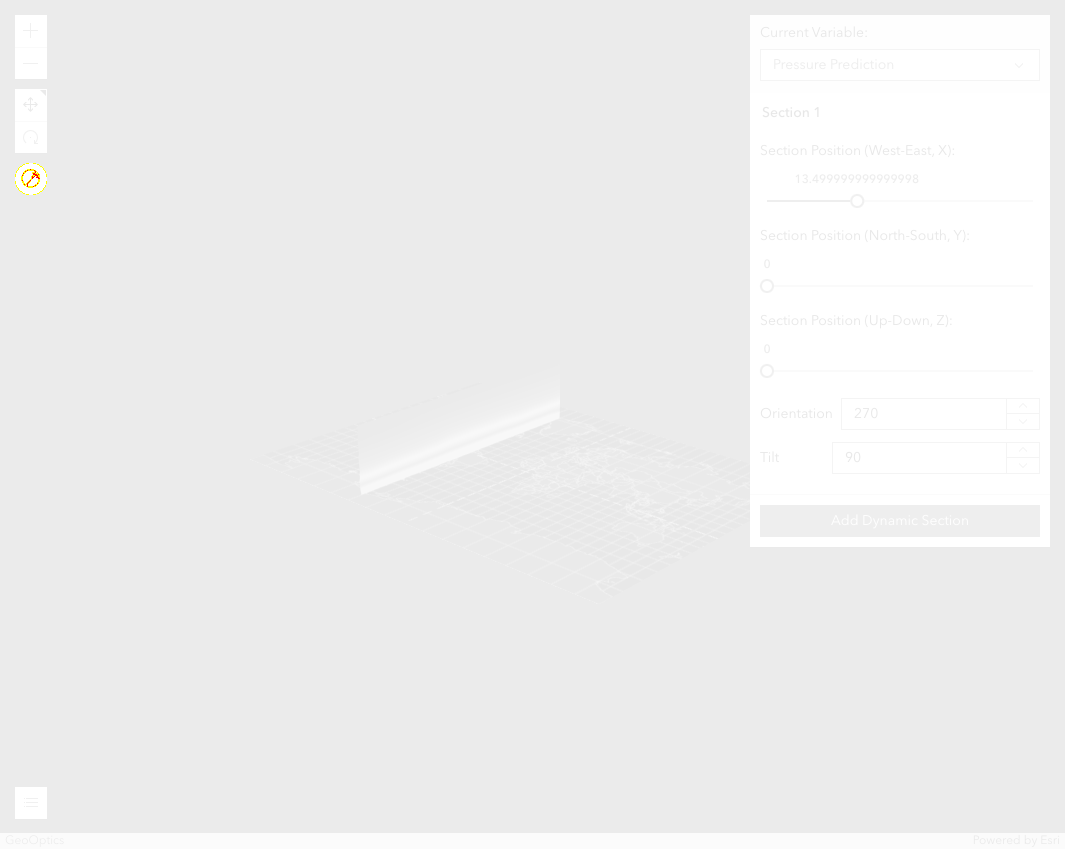 Current Variable:
Pressure Prediction
Section 1
Section Position (West-East, X):
13.499999999999998
Section Position (North-South, Y):
0
Section Position (Up-Down, Z):
0
Orientation 270
Tilt 90
Add Dynamic Section
GeoOptics
Powered by Esri